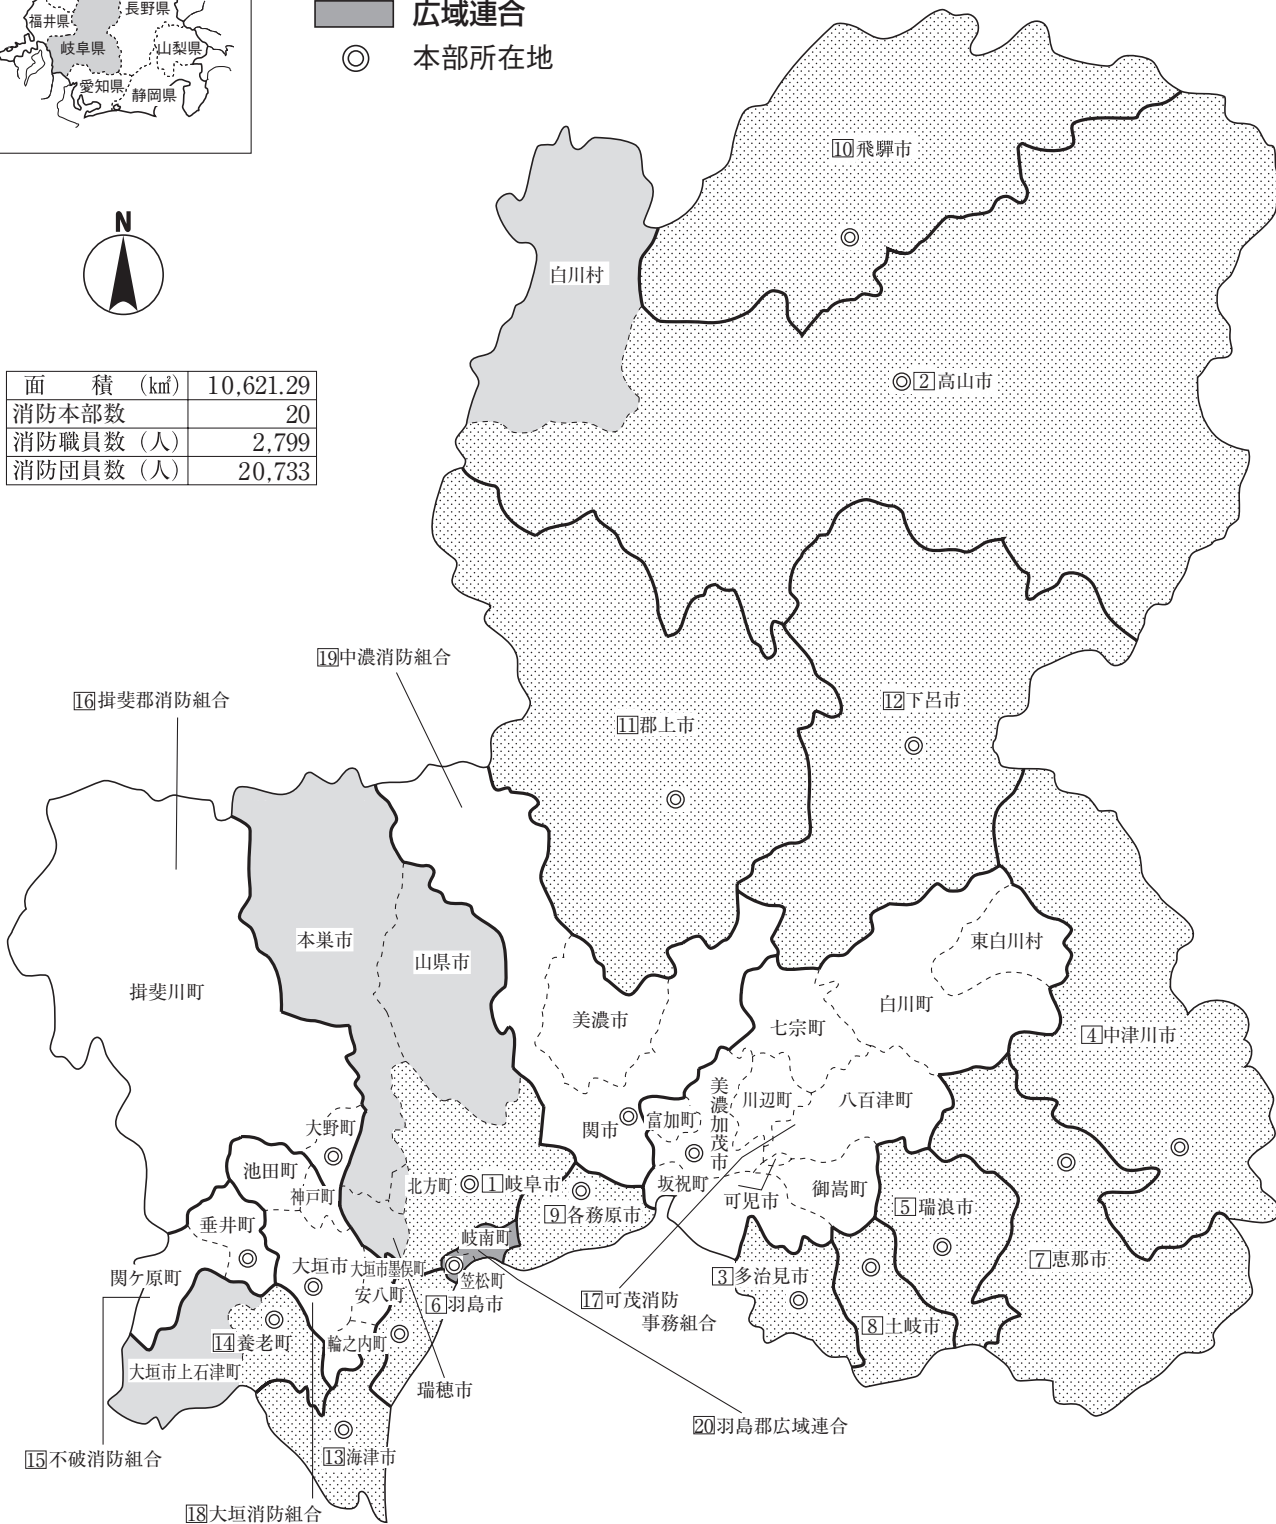 福井県
長野県
岐阜県
山梨県
愛知県
静岡県
広域連合
本部所在地
N
面 積 (㎢) 10,621.29
消防本部数 20
消防職員数 (人) 2,799
消防団員数 (人) 20,733
10飛騨市
白川村
2高山市
19中濃消防組合
16揖斐郡消防組合
11郡上市
12下呂市
本巣市
山県市
東白川村
揖斐川町
美濃市
七宗町
白川町
4中津川市
大野町
関市
富加町
美濃加茂市
川辺町
八百津町
池田町
神戸町
北方町
1岐阜市
坂祝町
可児市
御嵩町
垂井町
9各務原市
5瑞浪市
岐南町
関ケ原町
大垣市
大垣市墨俣町
笠松町
7恵那市
安八町
6羽島市
3多治見市
17可茂消防
事務組合
8土岐市
14養老町
輪之内町
大垣市上石津町
瑞穂市
20羽島郡広域連合
15不破消防組合
13海津市
18大垣消防組合